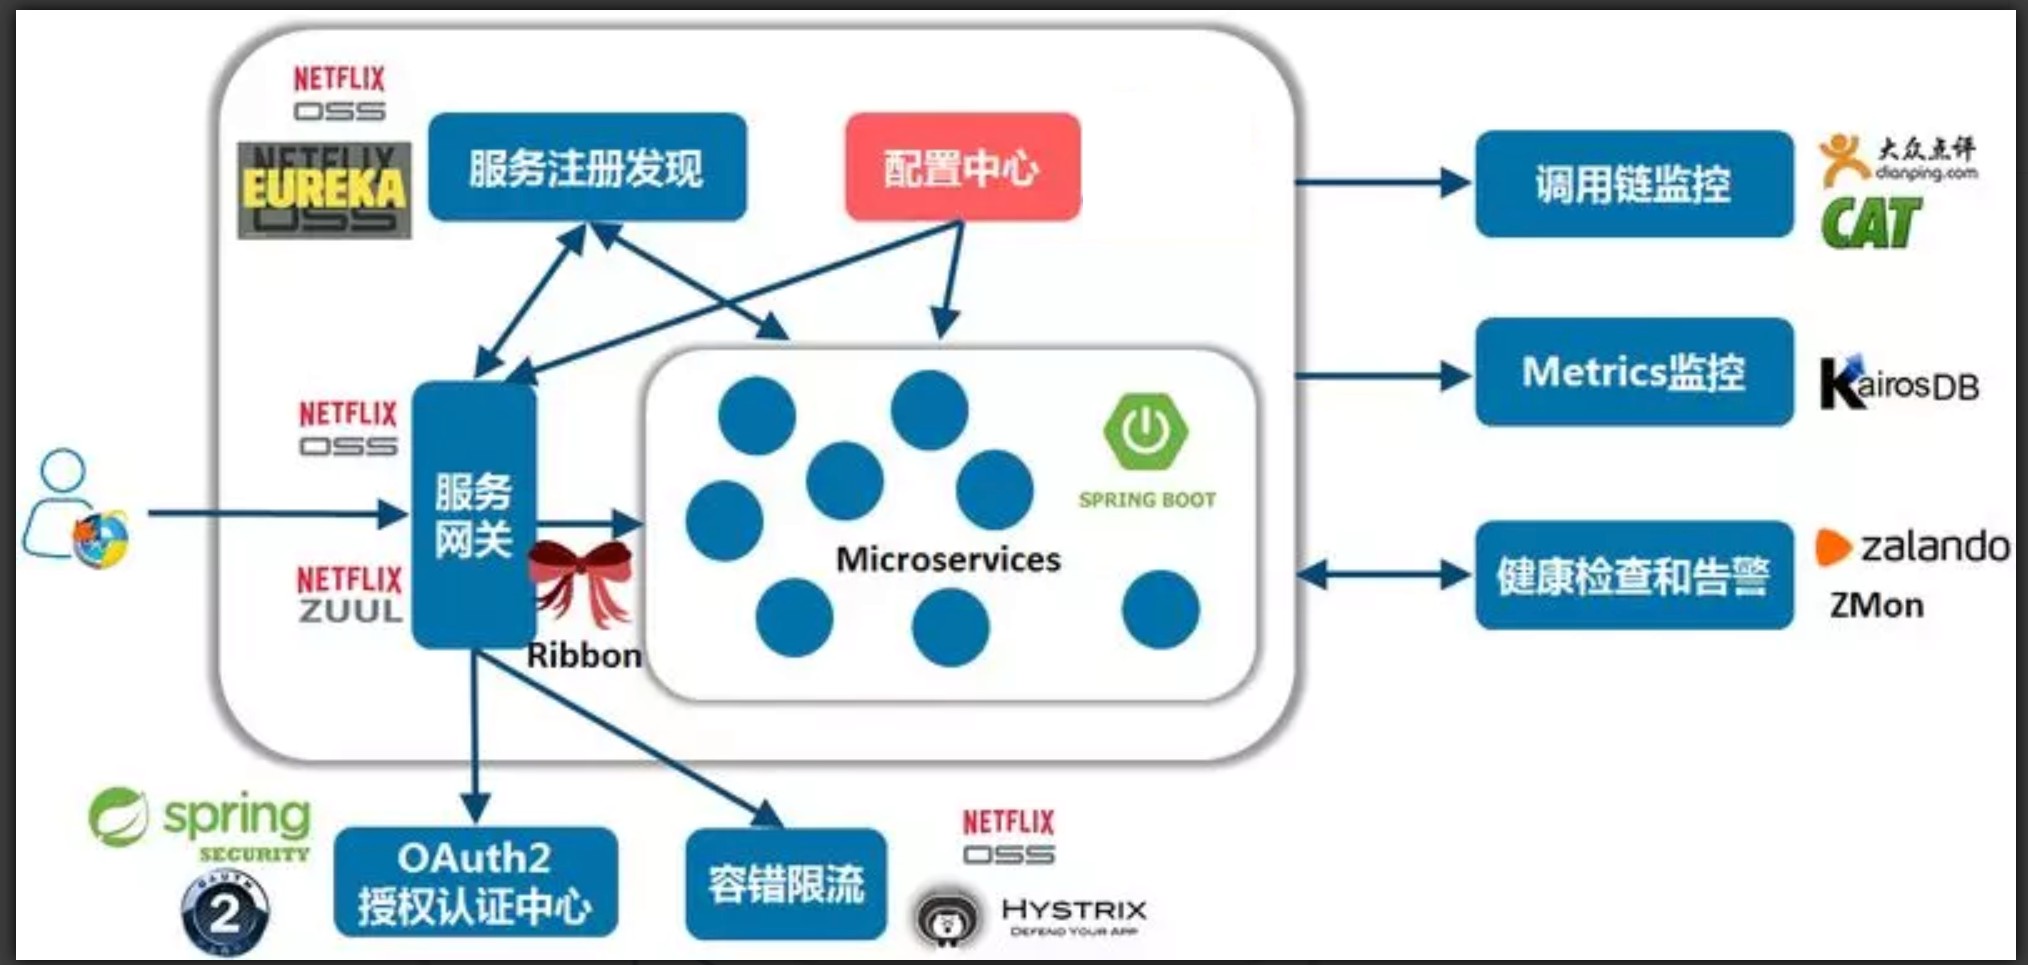 NETFLIX
OSS
NETFLIX
EUREKA
OSS
服务注册发现
配置中心
调用链监控
大众点评
dianping.com
CAT
Metrics监控
KairosDB
NETFLIX
OSS
服务
网关
NETFLIX
ZUUL
Ribbon
SPRING BOOT
Microservices
健康检查和告警
zalando
ZMon
spring
SECURITY
OAUTH
2
OAuth2
授权认证中心
容错限流
NETFLIX
OSS
HYSTRIX
DEFEND YOUR APP